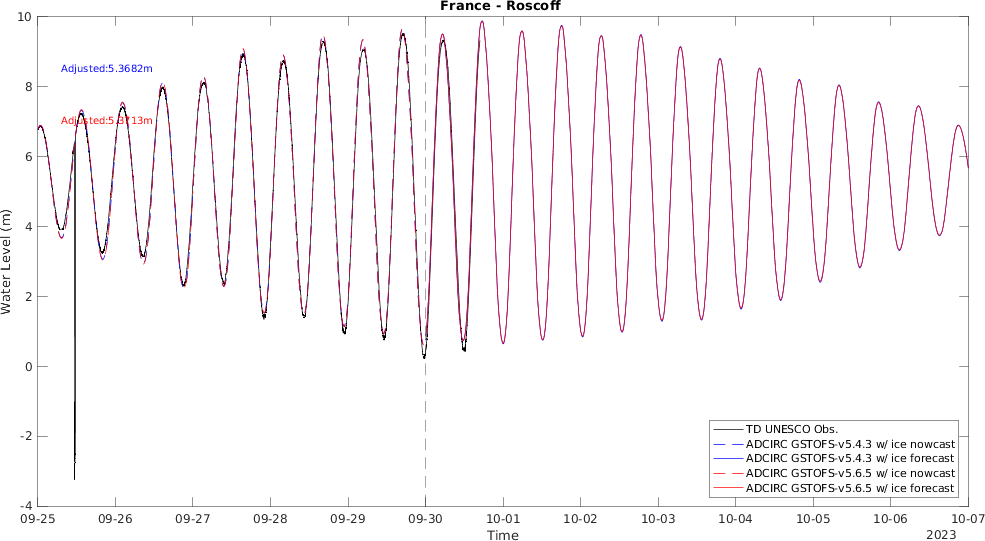 France - Roscoff
10
8
6
4
2
0
-2
-4
Water Level (m)
Adjusted:5.3682m
Adjusted:5.3713m
TD UNESCO Obs.
ADCIRC GSTOFS-v5.4.3 w/ ice nowcast
ADCIRC GSTOFS-v5.4.3 w/ ice forecast
ADCIRC GSTOFS-v5.6.5 w/ ice nowcast
ADCIRC GSTOFS-v5.6.5 w/ ice forecast
09-25 09-26 09-27 09-28 09-29 09-30 10-01 10-02 10-03 10-04 10-05 10-06 10-07
Time
2023